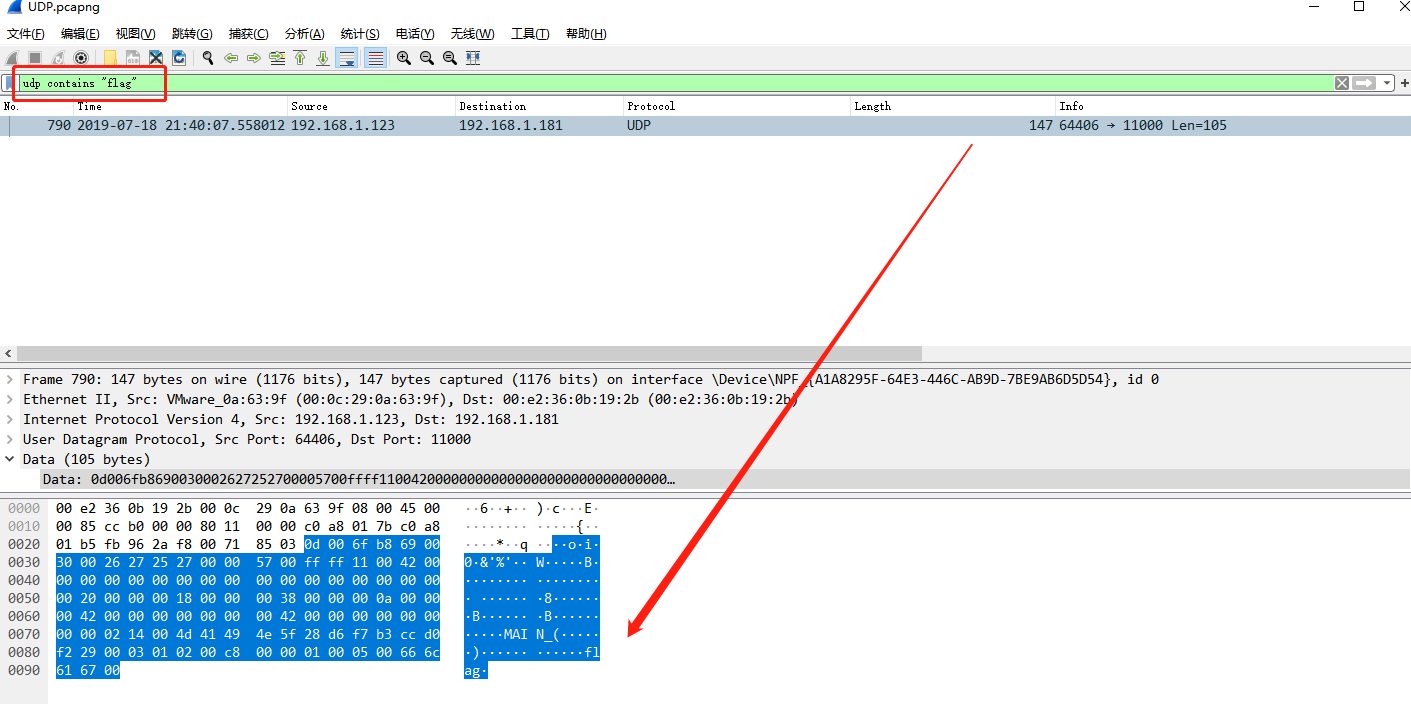 UDP.pcapng
文件(F) 编辑(E) 视图(V) 跳转(G) 捕获(C) 分析(A) 统计(S) 电话(Y) 无线(W) 工具(T) 帮助(H)
udp contains "flag"
No. Time Source Destination Protocol Length Info
790 2019-07-18 21:40:07.558012 192.168.1.123 192.168.1.181 UDP 147 64406 → 11000 Len=105
Frame 790: 147 bytes on wire (1176 bits), 147 bytes captured (1176 bits) on interface \Device\NPF_{A1A8295F-64E3-446C-AB9D-7BE9AB6D5D54}, id 0
Ethernet II, Src: VMware_0a:63:9f (00:0c:29:0a:63:9f), Dst: 00:e2:36:0b:19:2b (00:e2:36:0b:19:2b)
Internet Protocol Version 4, Src: 192.168.1.123, Dst: 192.168.1.181
User Datagram Protocol, Src Port: 64406, Dst Port: 11000
Data (105 bytes)
Data: 0d006fb8690030002627252700005700ffff110042000000000000000000000000000000…
0000 00 e2 36 0b 19 2b 00 0c 29 0a 63 9f 08 00 45 00 ··6··+·· )·c···E·
0010 00 85 cc b0 00 00 80 11 00 00 c0 a8 01 7b c0 a8 ········ ·····{··
0020 01 b5 fb 96 2a f8 00 71 85 03 0d 00 6f b8 69 00 ····*··q ····o·i·
0030 30 00 26 27 25 27 00 00 57 00 ff ff 11 00 42 00 0·&'%'·· W·····B·
0040 00 00 00 00 00 00 00 00 00 00 00 00 00 00 00 00 ········ ········
0050 00 20 00 00 00 18 00 00 00 38 00 00 00 0a 00 00 · ······ ·8······
0060 00 42 00 00 00 00 00 00 00 42 00 00 00 00 00 00 ·B······ ·B······
0070 00 00 02 14 00 4d 41 49 4e 5f 28 d6 f7 b3 cc d0 ·····MAI N_(·····
0080 f2 29 00 03 01 02 00 c8 00 00 01 00 05 00 66 6c ·)······ ······fl
0090 61 67 00 ag·